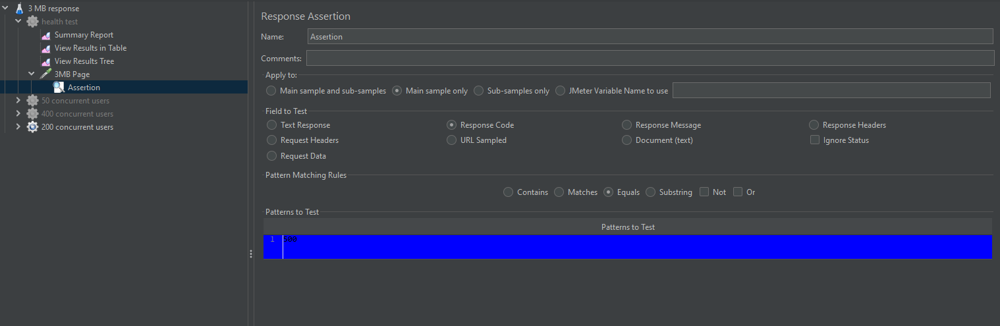 3 MB response
health test
Summary Report
View Results in Table
View Results Tree
3MB Page
Assertion
50 concurrent users
400 concurrent users
200 concurrent users
Response Assertion
Name: Assertion
Comments:
Apply to:
Main sample and sub-samples Main sample only Sub-samples only JMeter Variable Name to use
Field to Test
Text Response Response Code Response Message Response Headers
Request Headers URL Sampled Document (text) Ignore Status
Request Data
Pattern Matching Rules
Contains Matches Equals Substring Not Or
Patterns to Test
Patterns to Test
1